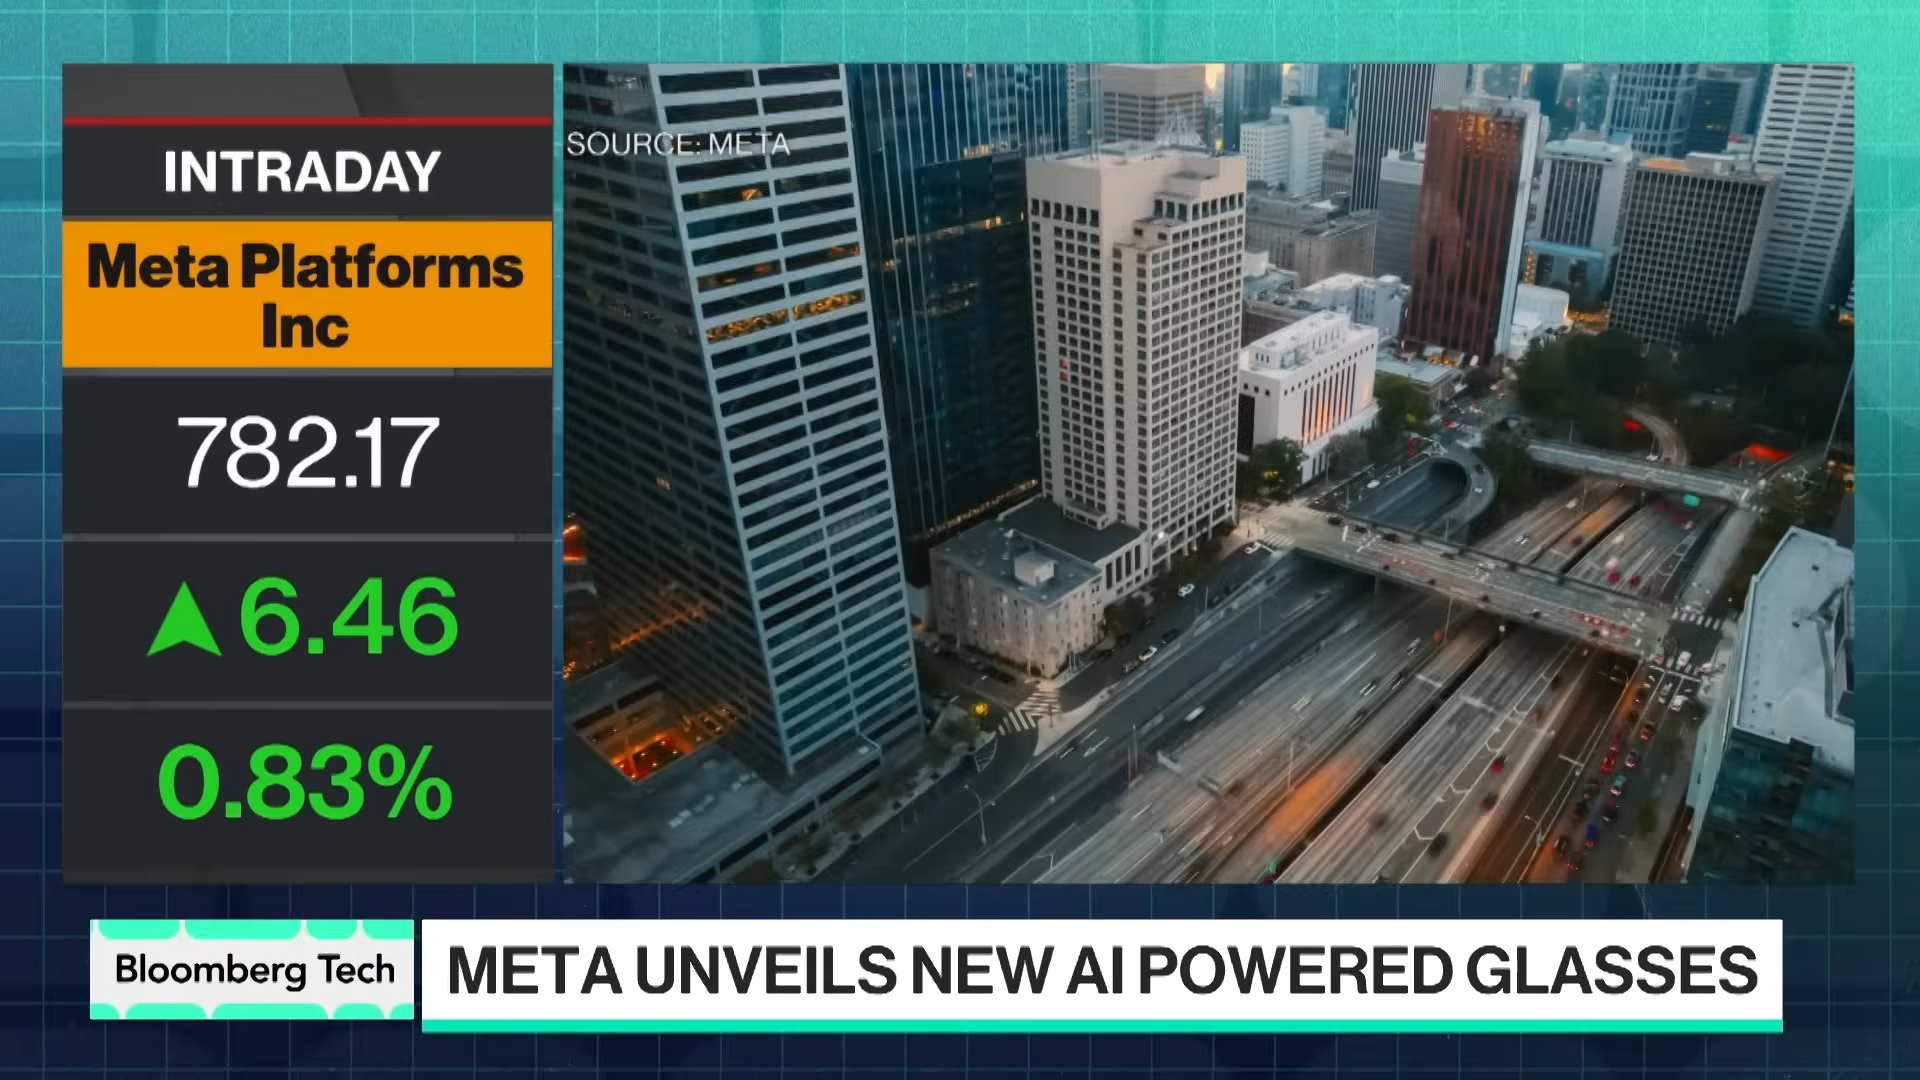 SOURCE: META
INTRADAY
Meta Platforms
Inc
782.17
▲6.46
0.83%
Bloomberg Tech
META UNVEILS NEW AI POWERED GLASSES